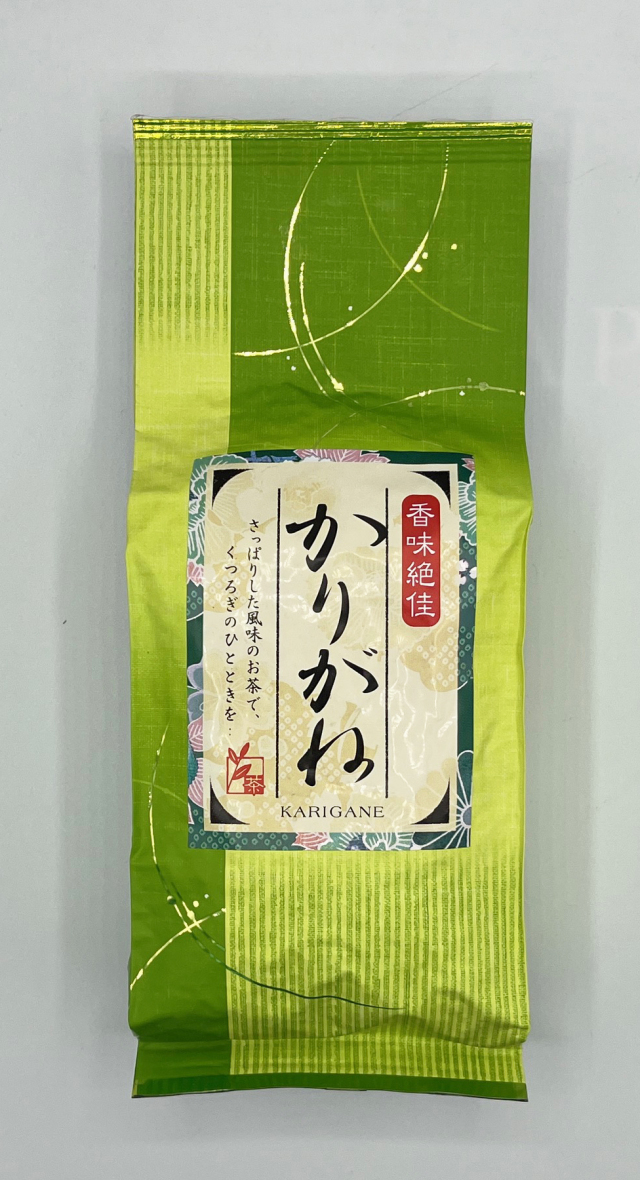 香味絶佳
かりがね
さっぱりした風味のお茶で、
くつろぎのひとときを…
茶
KARIGANE